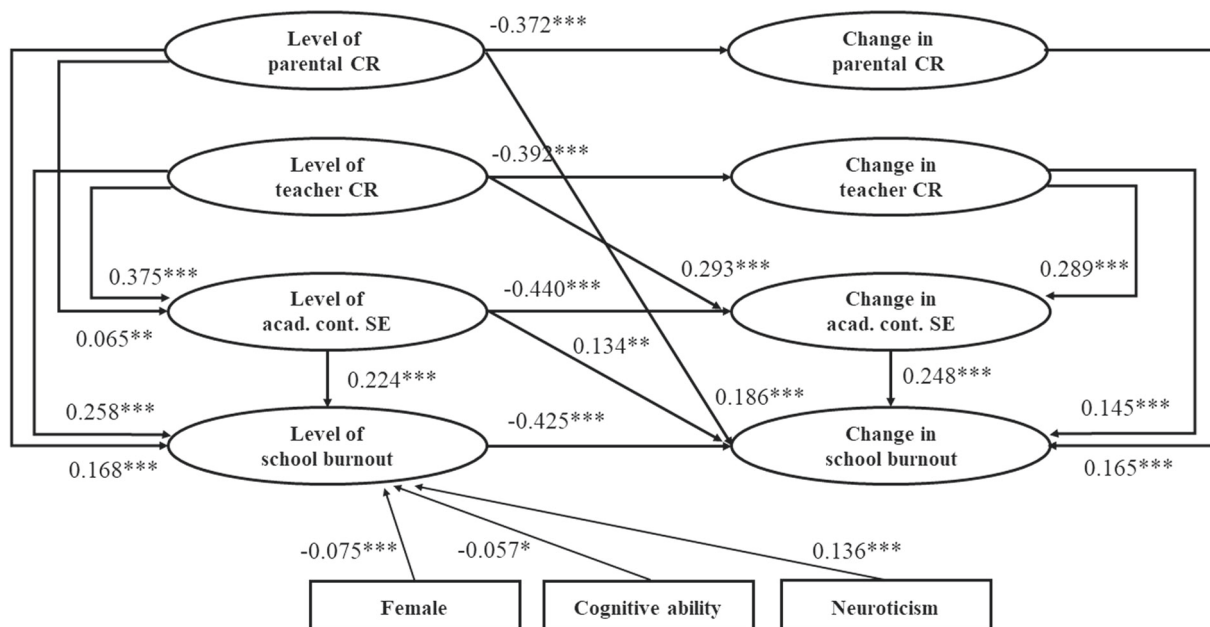 -0.372***
Level of
parental CR
Change in
parental CR
-0.392***
Level of
teacher CR
Change in
teacher CR
0.375***
0.293***
0.289***
-0.440***
Level of
acad. cont. SE
Change in
acad. cont. SE
0.065**
0.134**
0.224***
0.248***
0.186***
0.258***
-0.425***
0.145***
Level of
school burnout
Change in
school burnout
0.168***
0.165***
-0.075***
-0.057*
0.136***
Female
Cognitive ability
Neuroticism